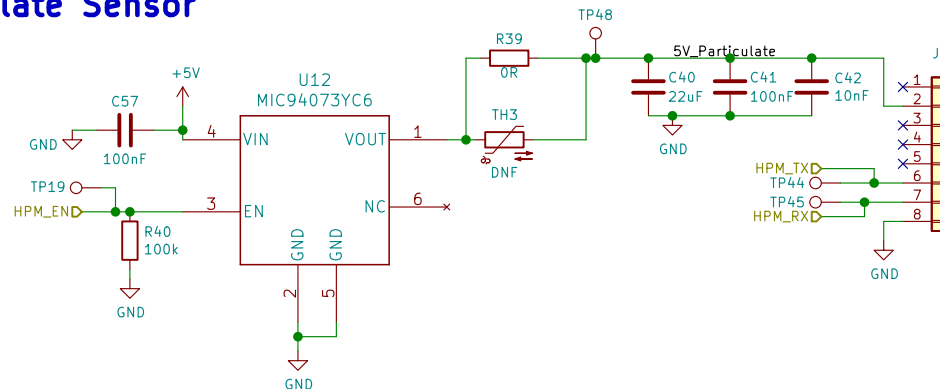 late Sensor
TP48
R39
0R
5V_Particulate
J
+5V
U12
MIC94073YC6
C57
100nF
GND
4
VIN
VOUT
1
TH3
DNF
C40
22uF
C41
100nF
C42
10nF
GND
1
2
3
4
5
6
7
8
HPM_TX
TP44
TP45
HPM_RX
GND
TP19
HPM_EN
3
EN
NC
6
R40
100k
GND
GND
GND
2
5
GND